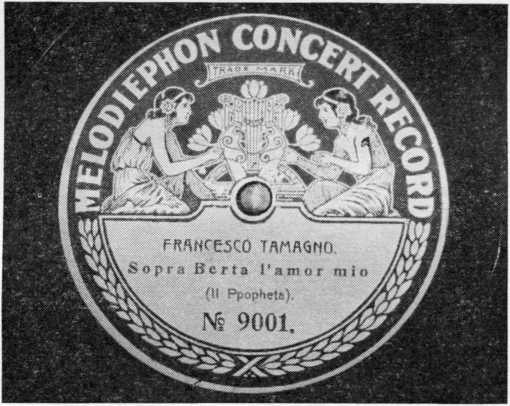 MELODIEPHON CONCERT RECORD
TRADE MARK
FRANCESCO TAMAGNO.
Sopra Berta l'amor mio
(Il Ppopheta).
№ 9001.